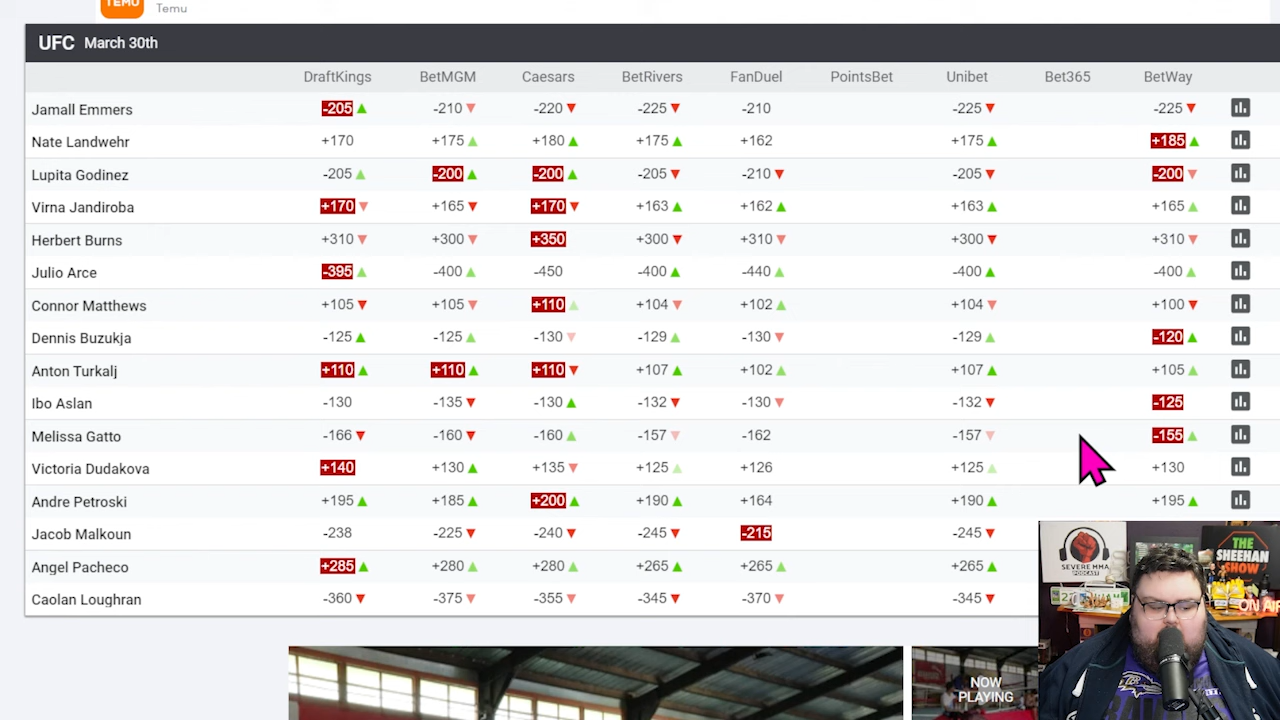 TEMU
Temu
UFC March 30th
DraftKings BetMGM Caesars BetRivers FanDuel PointsBet Unibet Bet365 BetWay
Jamall Emmers -205 -210 -220 -225 -210 -225 -225
Nate Landwehr +170 +175 +180 +175 +162 +175 +185
Lupita Godinez -205 -200 -200 -205 -210 -205 -200
Virna Jandiroba +170 +165 +170 +163 +162 +163 +165
Herbert Burns +310 +300 +350 +300 +310 +300 +310
Julio Arce -395 -400 -450 -400 -440 -400 -400
Connor Matthews +105 +105 +110 +104 +102 +104 +100
Dennis Buzukja -125 -125 -130 -129 -130 -129 -120
Anton Turkalj +110 +110 +110 +107 +102 +107 +105
Ibo Aslan -130 -135 -130 -132 -130 -132 -125
Melissa Gatto -166 -160 -160 -157 -162 -157 -155
Victoria Dudakova +140 +130 +135 +125 +126 +125 +130
Andre Petroski +195 +185 +200 +190 +164 +190 +195
Jacob Malkoun -238 -225 -240 -245 -215 -245
Angel Pacheco +285 +280 +280 +265 +265 +265
Caolan Loughran -360 -375 -355 -345 -370 -345
SEVERE MMA
PODCAST
THE
SHEEHAN
SHOW
ON AIR
NOW
PLAYING